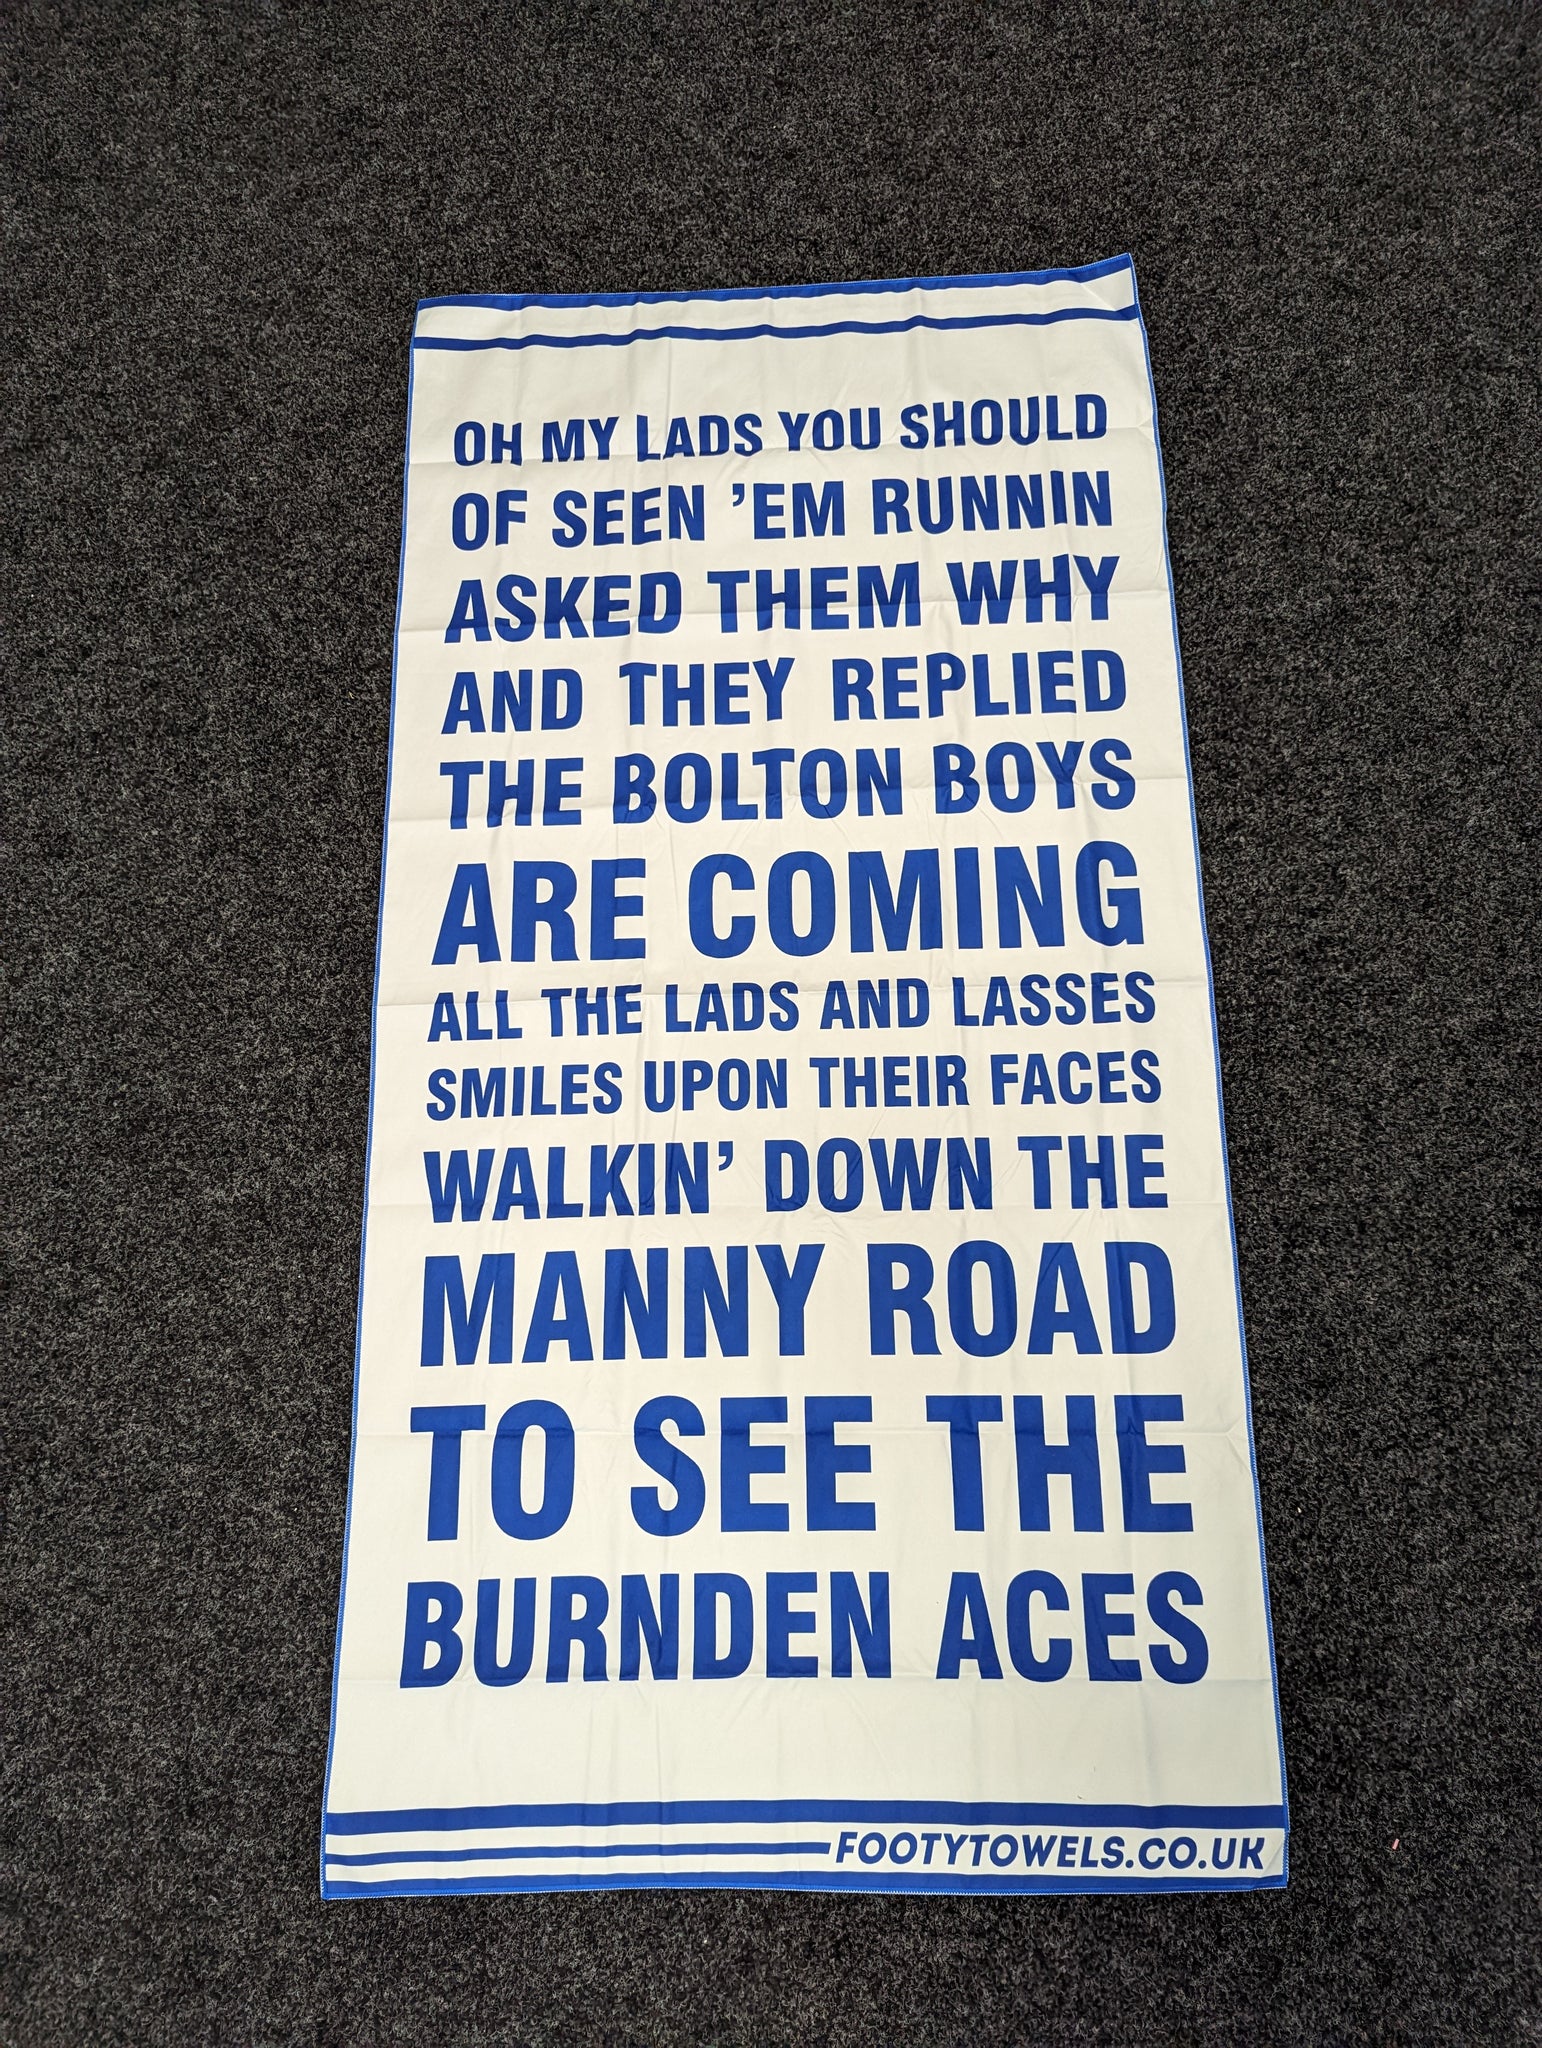 OH MY LADS YOU SHOULD
OF SEEN ’EM RUNNIN
ASKED THEM WHY
AND THEY REPLIED
THE BOLTON BOYS
ARE COMING
ALL THE LADS AND LASSES
SMILES UPON THEIR FACES
WALKIN’ DOWN THE
MANNY ROAD
TO SEE THE
BURNDEN ACES
FOOTYTOWELS.CO.UK